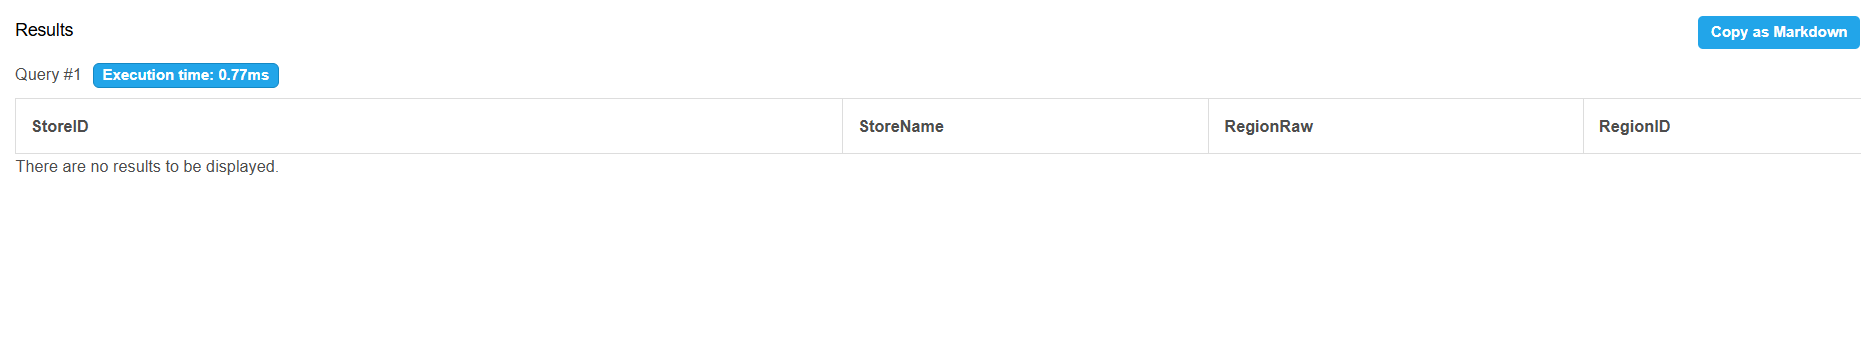 Results
Copy as Markdown
Query #1 Execution time: 0.77ms
StoreID StoreName RegionRaw RegionID
There are no results to be displayed.